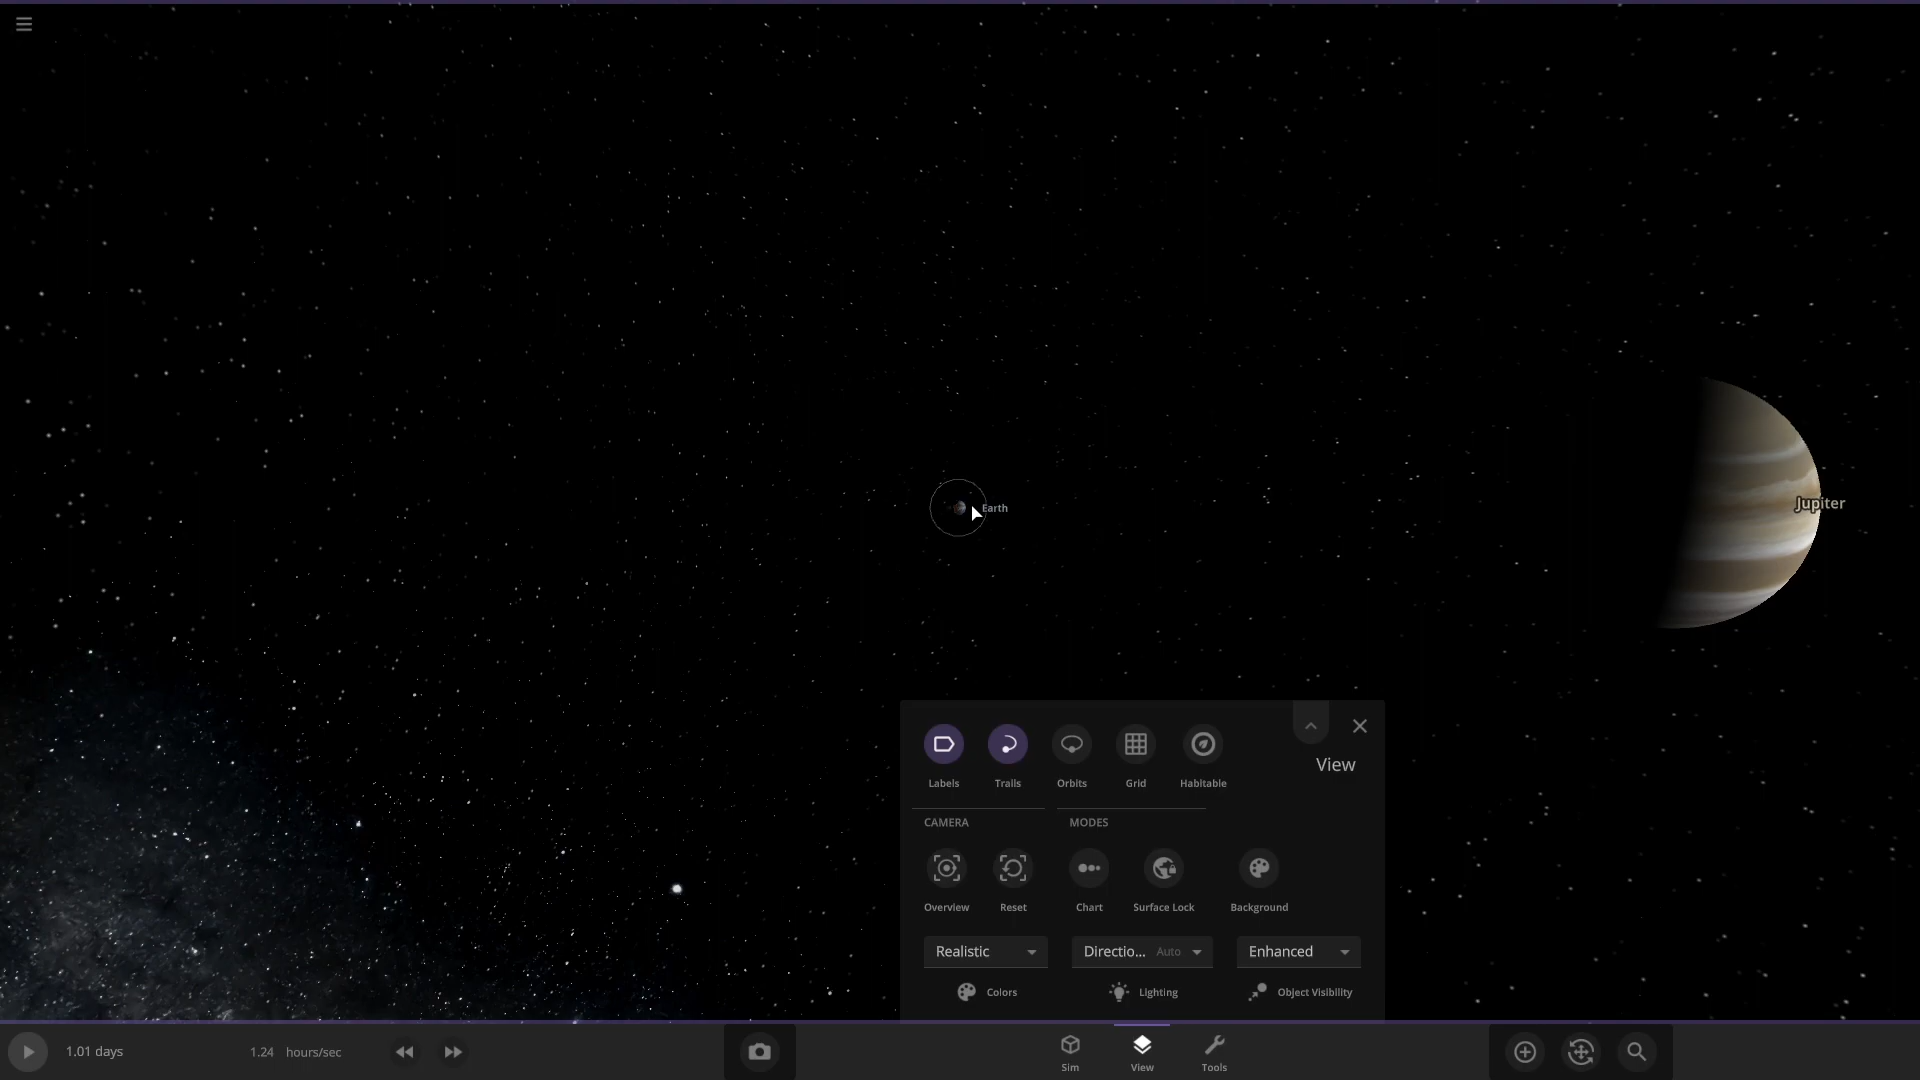 Earth
Jupiter
Labels
Trails
Orbits
Grid
Habitable
View
CAMERA
MODES
Overview
Reset
Chart
Surface Lock
Background
Realistic
Directio... Auto
Enhanced
Colors
Lighting
Object Visibility
1.01 days
1.24 hours/sec
Sim
View
Tools